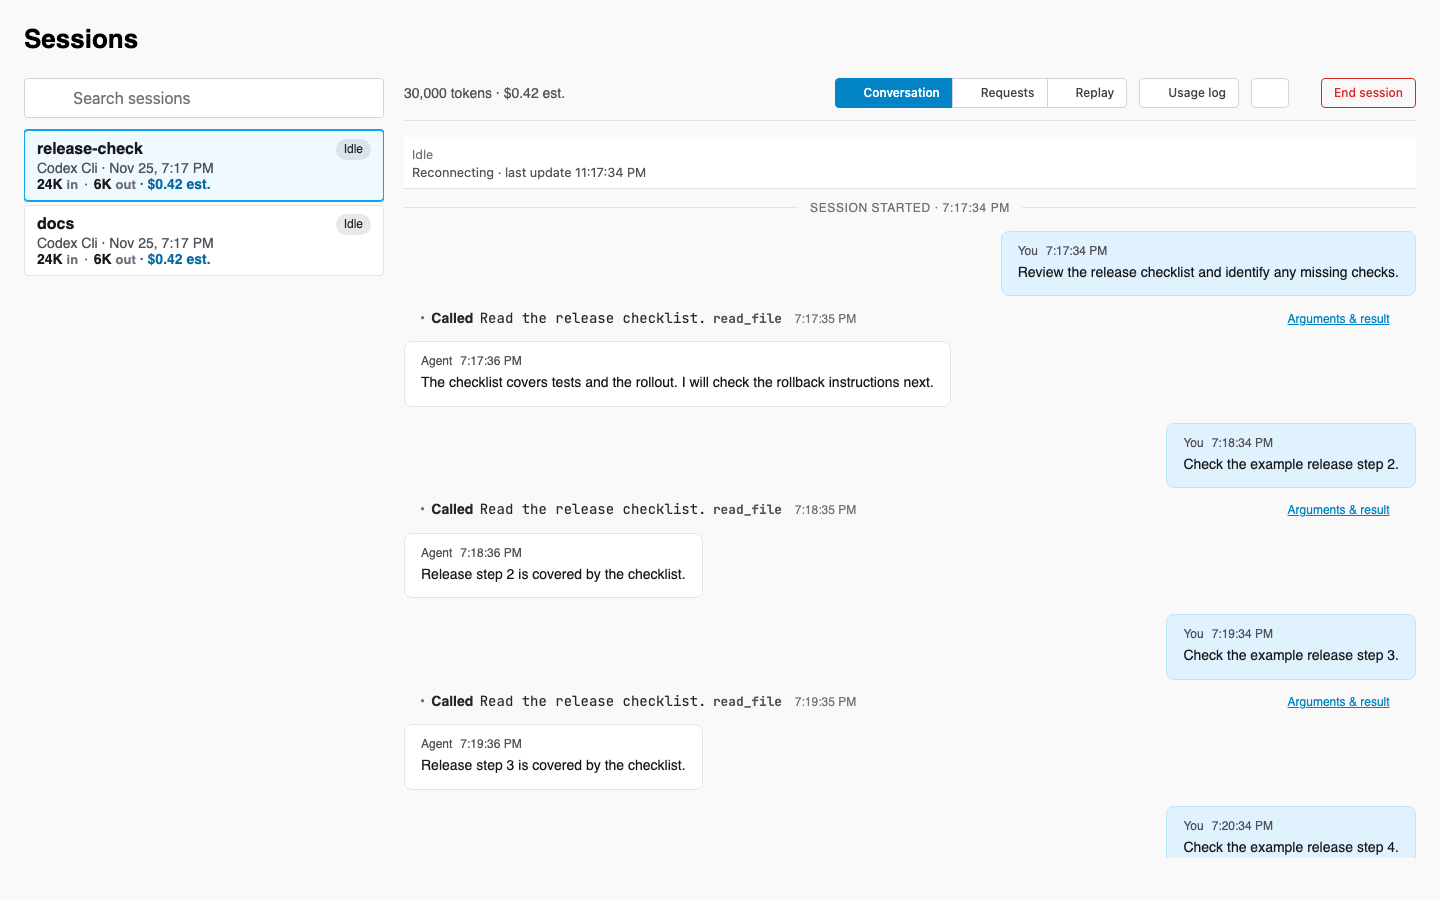 Sessions
Search sessions
release-check
Idle
Codex Cli · Nov 25, 7:17 PM
24K in · 6K out · $0.42 est.
docs
Idle
Codex Cli · Nov 25, 7:17 PM
24K in · 6K out · $0.42 est.
30,000 tokens · $0.42 est.
Conversation
Requests
Replay
Usage log
End session
Idle
Reconnecting · last update 11:17:34 PM
SESSION STARTED · 7:17:34 PM
You 7:17:34 PM
Review the release checklist and identify any missing checks.
· Called Read the release checklist. read_file 7:17:35 PM
Arguments & result
Agent 7:17:36 PM
The checklist covers tests and the rollout. I will check the rollback instructions next.
You 7:18:34 PM
Check the example release step 2.
· Called Read the release checklist. read_file 7:18:35 PM
Arguments & result
Agent 7:18:36 PM
Release step 2 is covered by the checklist.
You 7:19:34 PM
Check the example release step 3.
· Called Read the release checklist. read_file 7:19:35 PM
Arguments & result
Agent 7:19:36 PM
Release step 3 is covered by the checklist.
You 7:20:34 PM
Check the example release step 4.